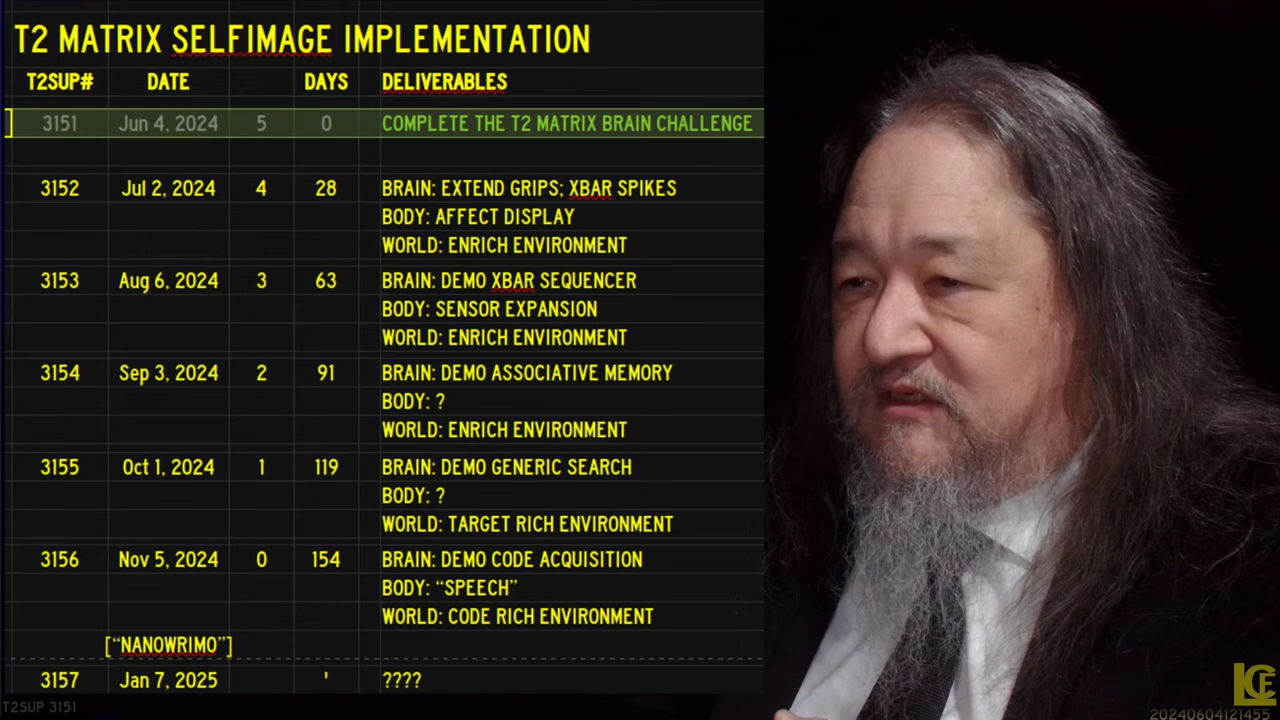 T2 MATRIX SELFIMAGE IMPLEMENTATION
T2SUP# DATE DAYS DELIVERABLES
3151 Jun 4, 2024 5 0 COMPLETE THE T2 MATRIX BRAIN CHALLENGE
3152 Jul 2, 2024 4 28 BRAIN: EXTEND GRIPS; XBAR SPIKES
BODY: AFFECT DISPLAY
WORLD: ENRICH ENVIRONMENT
3153 Aug 6, 2024 3 63 BRAIN: DEMO XBAR SEQUENCER
BODY: SENSOR EXPANSION
WORLD: ENRICH ENVIRONMENT
3154 Sep 3, 2024 2 91 BRAIN: DEMO ASSOCIATIVE MEMORY
BODY: ?
WORLD: ENRICH ENVIRONMENT
3155 Oct 1, 2024 1 119 BRAIN: DEMO GENERIC SEARCH
BODY: ?
WORLD: TARGET RICH ENVIRONMENT
3156 Nov 5, 2024 0 154 BRAIN: DEMO CODE ACQUISITION
BODY: “SPEECH”
WORLD: CODE RICH ENVIRONMENT
[“NANOWRIMO”]
3157 Jan 7, 2025 ' ????
T2SUP 3151
20240604121455